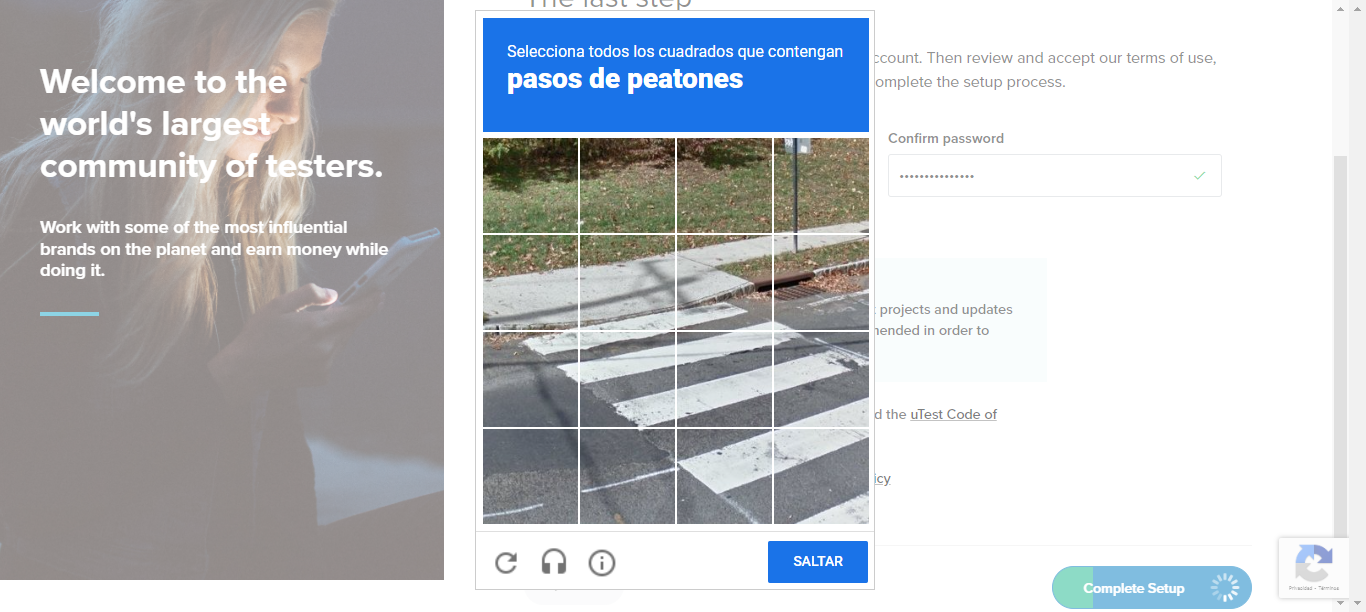 The last step
Welcome to the
world's largest
community of testers.
Work with some of the most influential
brands on the planet and earn money while
doing it.
Selecciona todos los cuadrados que contengan
pasos de peatones
SALTAR
ccount. Then review and accept our terms of use,
omplete the setup process.
Confirm password
projects and updates
ended in order to
d the uTest Code of
icy
Complete Setup
Privacidad - Términos